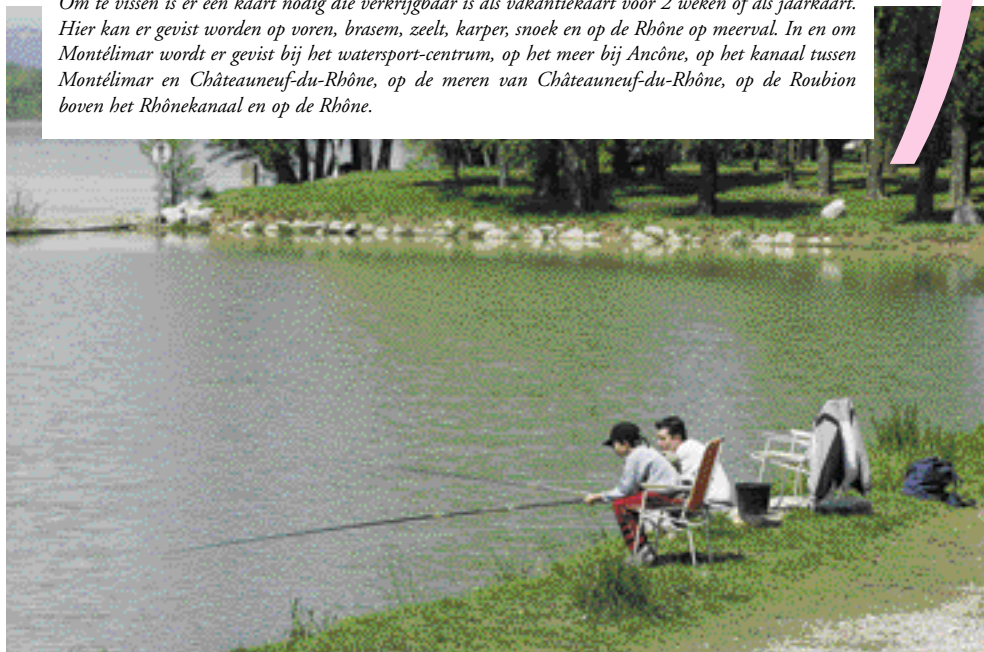 Om te vissen is er een kaart nodig die verkrijgbaar is als vakantiekaart voor 2 weken of als jaarkaart.
Hier kan er gevist worden op voren, brasem, zeelt, karper, snoek en op de Rhône op meerval. In en om
Montélimar wordt er gevist bij het watersport-centrum, op het meer bij Ancône, op het kanaal tussen
Montélimar en Châteauneuf-du-Rhône, op de meren van Châteauneuf-du-Rhône, op de Roubion
boven het Rhônekanaal en op de Rhône.